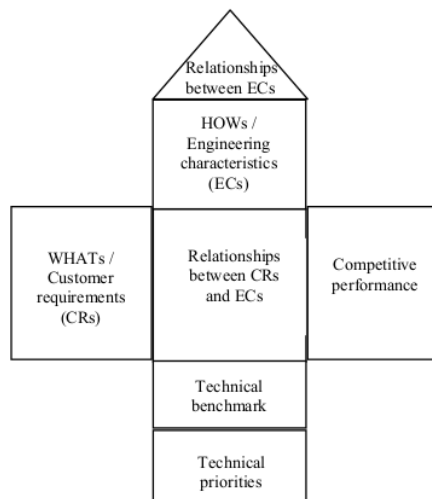 Relationships
between ECs
HOWs /
Engineering
characteristics
(ECs)
WHATs /
Customer
requirements
(CRs)
Relationships
between CRs
and ECs
Competitive
performance
Technical
benchmark
Technical
priorities